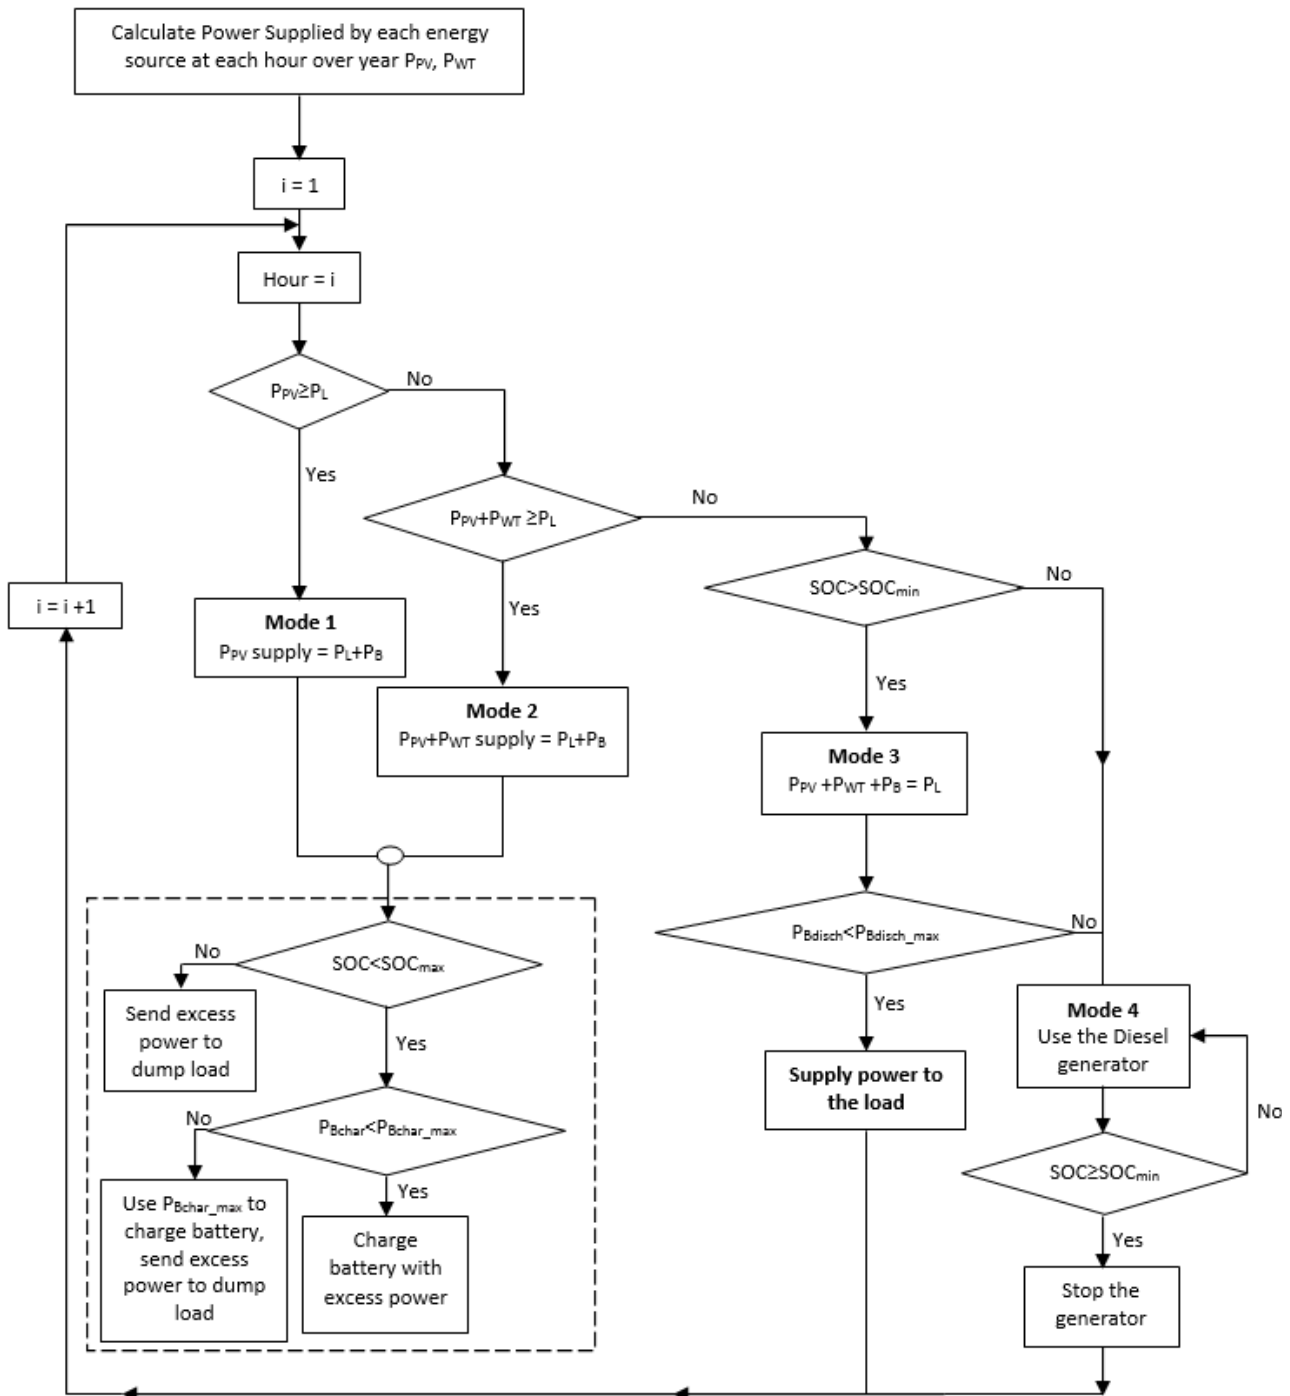 Calculate Power Supplied by each energy
source at each hour over year PPV, PWT
i = 1
Hour = i
PPV≥PL
No
Yes
PPV+PWT ≥PL
No
Yes
SOC>SOCmin
No
Yes
i = i +1
Mode 1
PPV supply = PL+PB
Mode 2
PPV+PWT supply = PL+PB
Mode 3
PPV +PWT +PB = PL
PBdisch<PBdisch_max
No
Yes
SOC<SOCmax
No
Yes
Send excess
power to
dump load
Supply power to
the load
Mode 4
Use the Diesel
generator
No
PBchar<PBchar_max
No
Yes
SOC≥SOCmin
Yes
Use PBchar_max to
charge battery,
send excess
power to dump
load
Charge
battery with
excess power
Stop the
generator